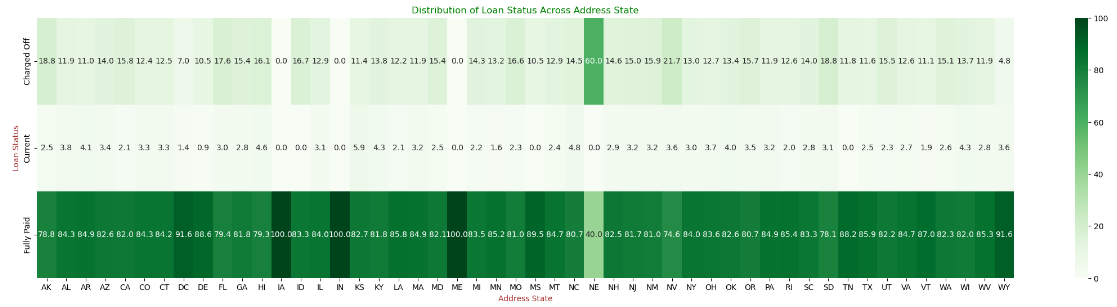 Distribution of Loan Status Across Address State
Changed Off
18.8 11.9 11.0 14.0 15.8 12.4 12.5 7.0 10.5 17.6 15.4 16.1 0.0 16.7 12.9 0.0 11.4 13.8 12.2 11.9 15.4 0.0 14.3 13.2 16.6 10.5 12.9 14.5 60.0 14.6 15.0 15.9 21.7 13.0 12.7 13.4 15.7 11.9 12.6 14.0 18.8 11.8 11.6 15.5 12.6 11.1 15.1 13.7 11.9 4.8
Loan Status
Current
2.5 3.8 4.1 3.4 2.1 3.3 3.3 1.4 0.9 3.0 2.8 4.6 0.0 0.0 3.1 0.0 5.9 4.3 2.1 3.2 2.5 0.0 2.2 1.6 2.3 0.0 2.4 4.8 0.0 2.9 3.2 3.2 3.6 3.0 3.7 4.0 3.6 3.2 2.0 2.8 3.1 0.0 2.5 2.3 2.7 1.9 2.6 4.3 2.8 3.6
Fully Paid
78.8 84.3 84.9 82.6 82.0 84.3 84.2 91.6 88.6 79.4 81.8 79.3 100.0 83.3 84.0 100.0 82.7 81.8 85.8 84.9 82.1 100.0 83.5 85.2 81.0 89.5 84.7 80.7 40.0 82.5 81.7 81.0 74.6 84.0 83.6 82.6 80.7 84.9 85.4 83.3 78.1 88.2 85.9 82.2 84.7 87.0 82.3 82.0 85.3 91.6
AK AL AR AZ CA CO CT DC DE FL GA HI IA ID IL IN KS KY LA MA MD ME MI MN MO MS MT NC NE NH NJ NM NV NY OH OK OR PA RI SC SD TN TX UT VA VT WA WI WV WY
Address State
100
80
60
40
20
0